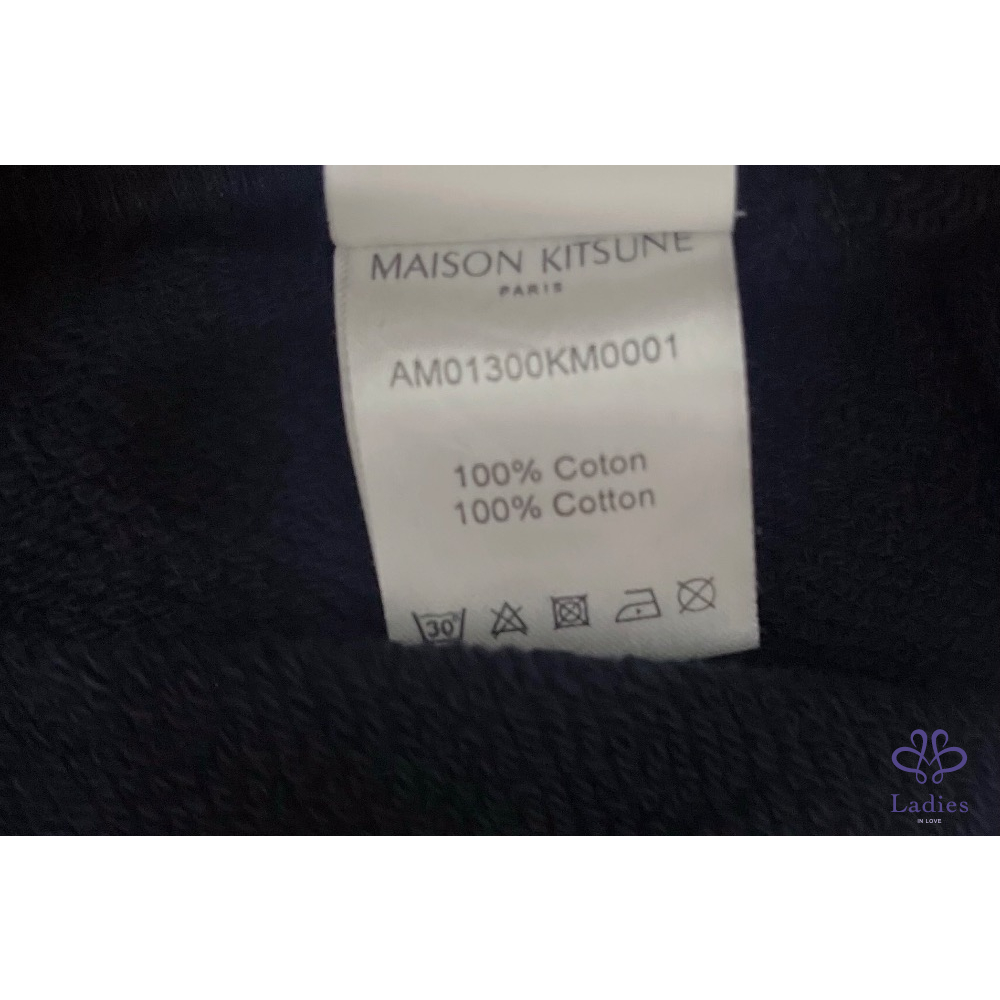 MAISON KITSUNE
PARIS
AM01300KM0001
100% Coton
100% Cotton
30°
Ladies
IN LOVE